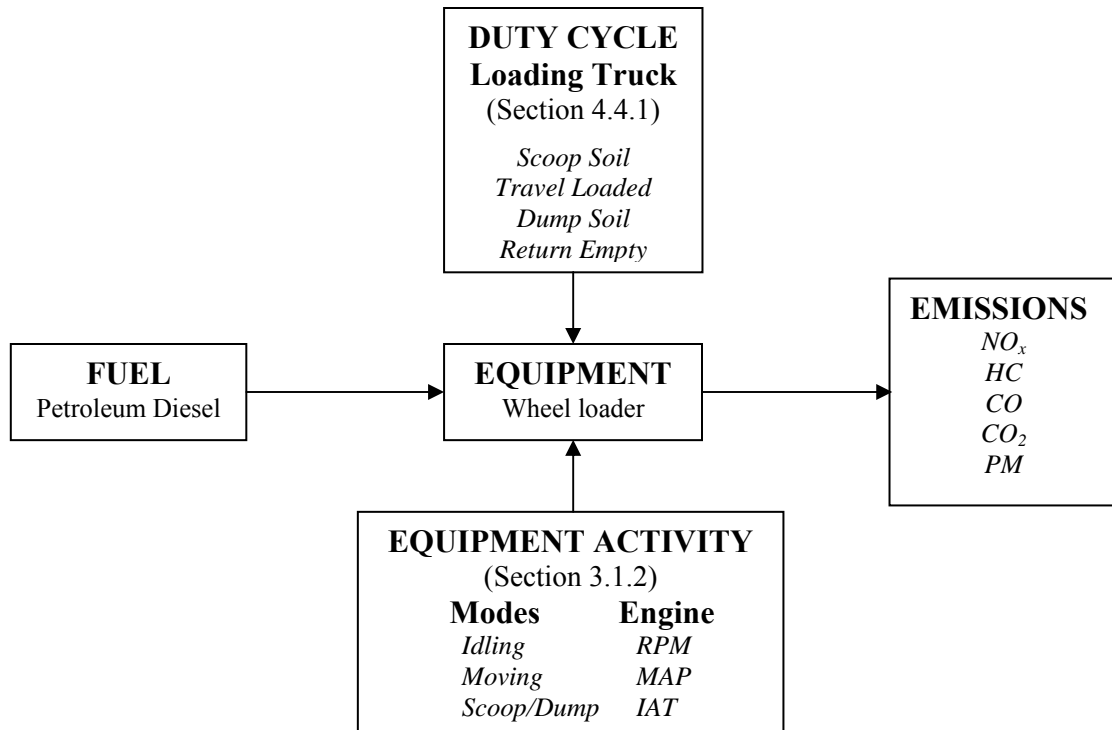 DUTY CYCLE
Loading Truck
(Section 4.4.1)
Scoop Soil
Travel Loaded
Dump Soil
Return Empty
FUEL
Petroleum Diesel
EQUIPMENT
Wheel loader
EMISSIONS
NOx
HC
CO
CO2
PM
EQUIPMENT ACTIVITY
(Section 3.1.2)
Modes Engine
Idling RPM
Moving MAP
Scoop/Dump IAT